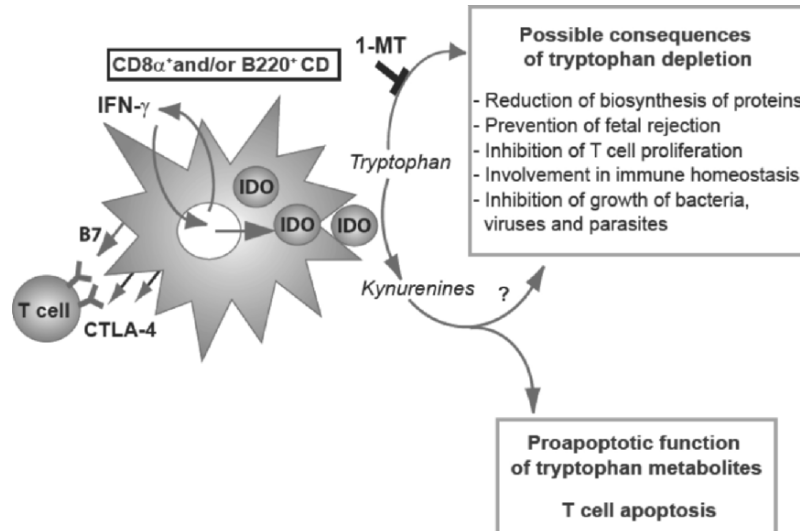 CD8α⁺and/or B220⁺ CD
IFN-γ
IDO
IDO
IDO
B7
T cell
CTLA-4
1-MT
Tryptophan
Kynurenines
?
Possible consequences
of tryptophan depletion
- Reduction of biosynthesis of proteins
- Prevention of fetal rejection
- Inhibition of T cell proliferation
- Involvement in immune homeostasis
- Inhibition of growth of bacteria,
viruses and parasites
Proapoptotic function
of tryptophan metabolites
T cell apoptosis